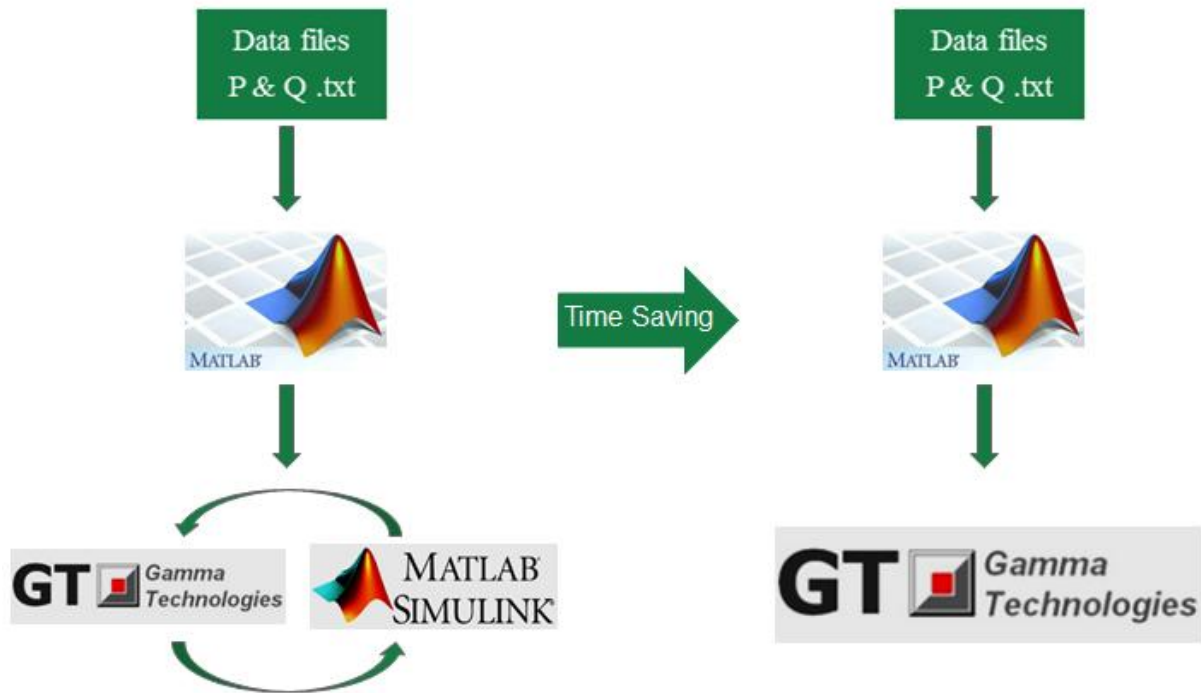 Data files
P & Q .txt
MATLAB®
GT
Gamma
Technologies
MATLAB®
SIMULINK®
Time Saving
Data files
P & Q .txt
MATLAB®
GT
Gamma
Technologies